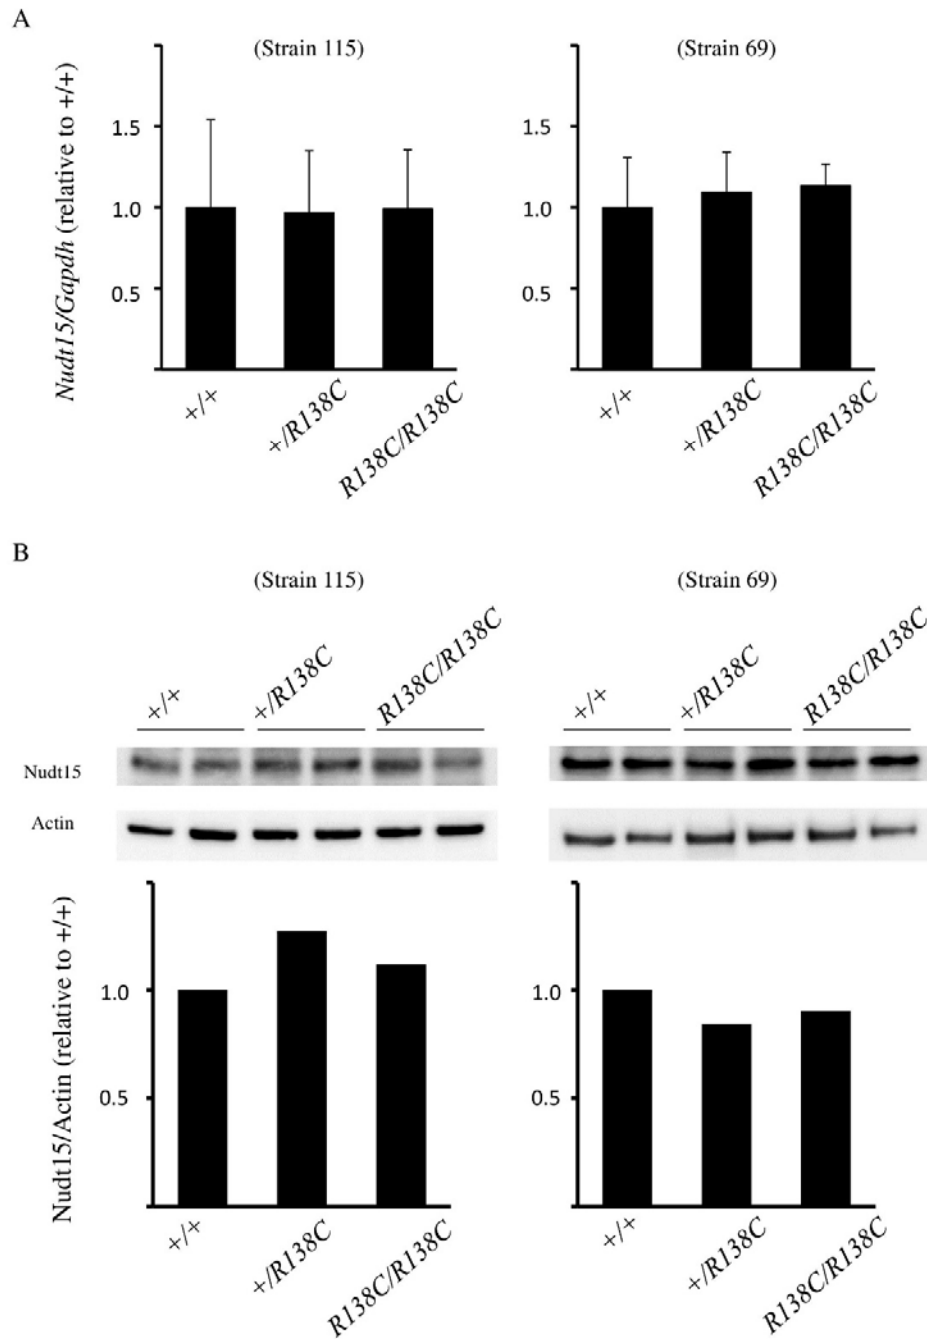 A
(Strain 115)
(Strain 69)
Nudt15/Gapdh (relative to +/+)
1.5
1.0
0.5
+/+
+/R138C
R138C/R138C
1.5
1.0
0.5
+/+
+/R138C
R138C/R138C
B
(Strain 115)
(Strain 69)
+/+
+/R138C
R138C/R138C
+/+
+/R138C
R138C/R138C
Nudt15
Actin
Nudt15/Actin (relative to +/+)
1.0
0.5
+/+
+/R138C
R138C/R138C
1.0
0.5
+/+
+/R138C
R138C/R138C